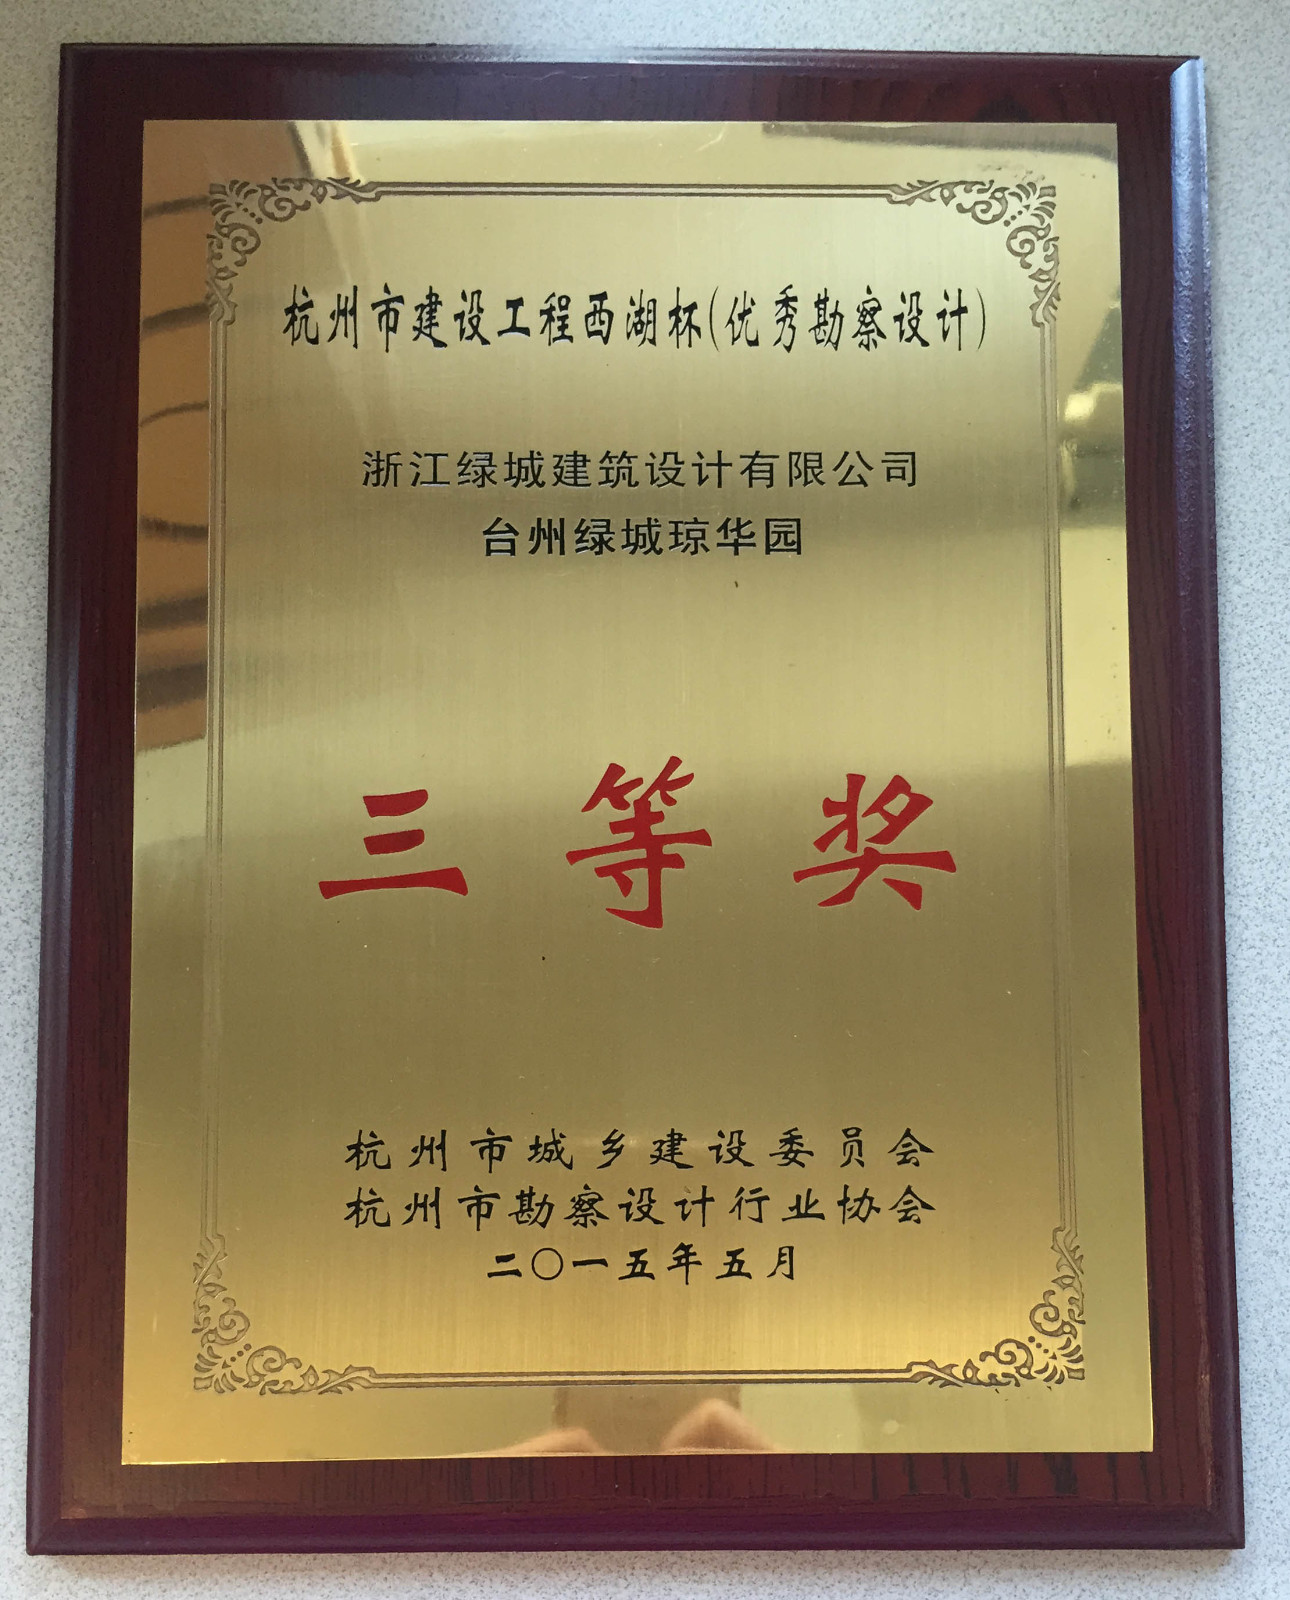 杭州市建设工程西湖杯(优秀勘察设计)
浙江绿城建筑设计有限公司
台州绿城琼华园
三等奖
杭州市城乡建设委员会
杭州市勘察设计行业协会
二〇一五年五月